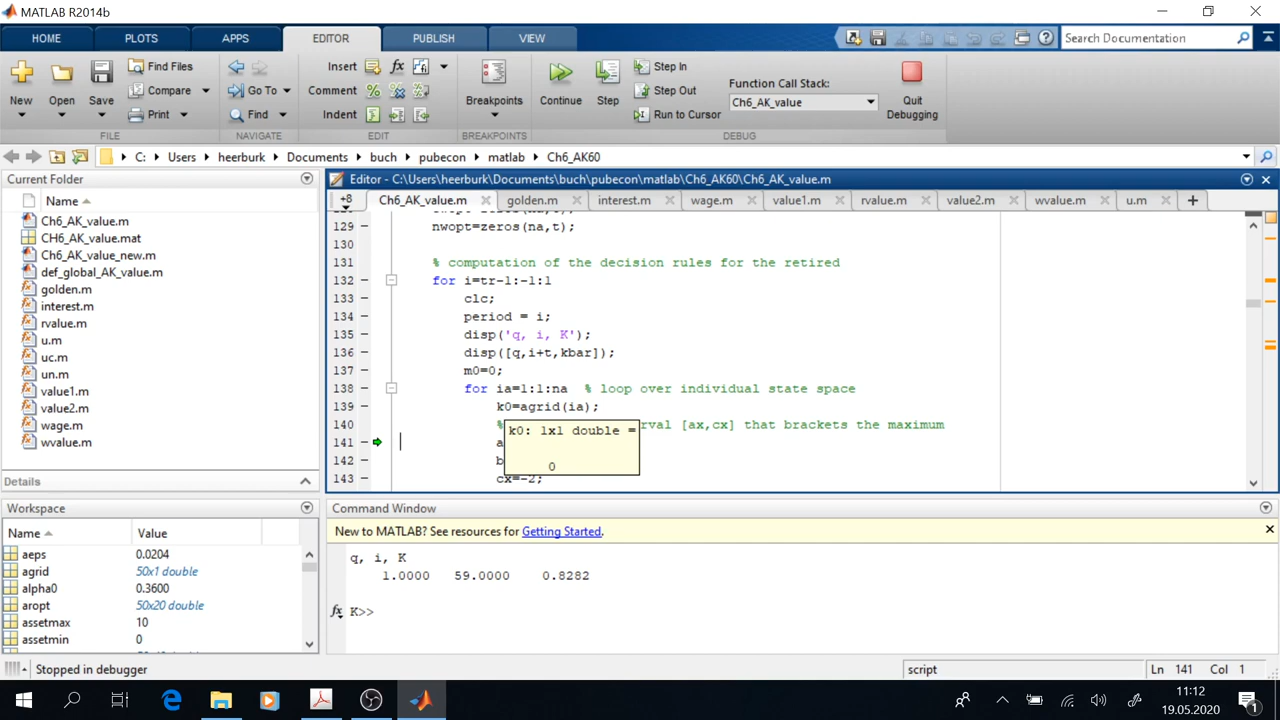 MATLAB R2014b
HOME PLOTS APPS EDITOR PUBLISH VIEW Search Documentation
New Open Save Find Files Compare Print
Go To Find
Insert fx
Comment
Indent
Breakpoints
Continue Step Step In Step Out Run to Cursor
Function Call Stack:
Ch6_AK_value
Quit Debugging
FILE NAVIGATE EDIT BREAKPOINTS DEBUG
C: Users heerburk Documents buch pubecon matlab Ch6_AK60
Current Folder
Name
Ch6_AK_value.m
CH6_AK_value.mat
Ch6_AK_value_new.m
def_global_AK_value.m
golden.m
interest.m
rvalue.m
u.m
uc.m
un.m
value1.m
value2.m
wage.m
wvalue.m
Details
Workspace
Name Value
aeps 0.0204
agrid 50x1 double
alpha0 0.3600
aropt 50x20 double
assetmax 10
assetmin 0
Editor - C:\Users\heerburk\Documents\buch\pubecon\matlab\Ch6_AK60\Ch6_AK_value.m
+8 Ch6_AK_value.m golden.m interest.m wage.m value1.m rvalue.m value2.m wvalue.m u.m
129 nwopt=zeros(na,t);
130
131 % computation of the decision rules for the retired
132 for i=tr-1:-1:1
133 clc;
134 period = i;
135 disp('q, i, K');
136 disp([q,i+t,kbar]);
137 m0=0;
138 for ia=1:1:na % loop over individual state space
139 k0=agrid(ia);
140 % rval [ax,cx] that brackets the maximum
k0: 1x1 double =
0
141 a
142 b
143 cx=-2;
Command Window
New to MATLAB? See resources for Getting Started.
q, i, K
1.0000 59.0000 0.8282
fx K>>
Stopped in debugger script Ln 141 Col 1
11:12
19.05.2020
1